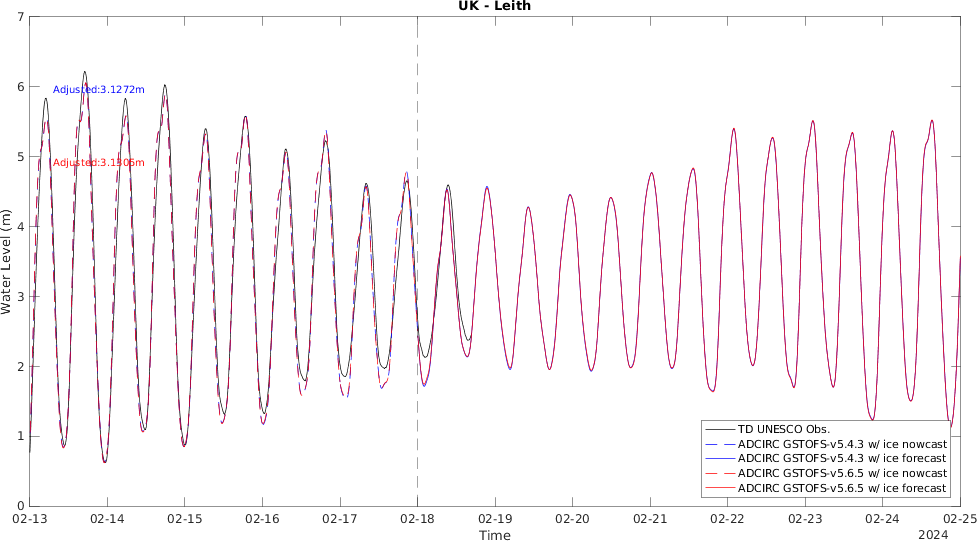 UK - Leith
7
6
5
4
3
2
1
0
Water Level (m)
Adjusted:3.1272m
Adjusted:3.1305m
TD UNESCO Obs.
ADCIRC GSTOFS-v5.4.3 w/ ice nowcast
ADCIRC GSTOFS-v5.4.3 w/ ice forecast
ADCIRC GSTOFS-v5.6.5 w/ ice nowcast
ADCIRC GSTOFS-v5.6.5 w/ ice forecast
02-13 02-14 02-15 02-16 02-17 02-18 02-19 02-20 02-21 02-22 02-23 02-24 02-25
Time
2024